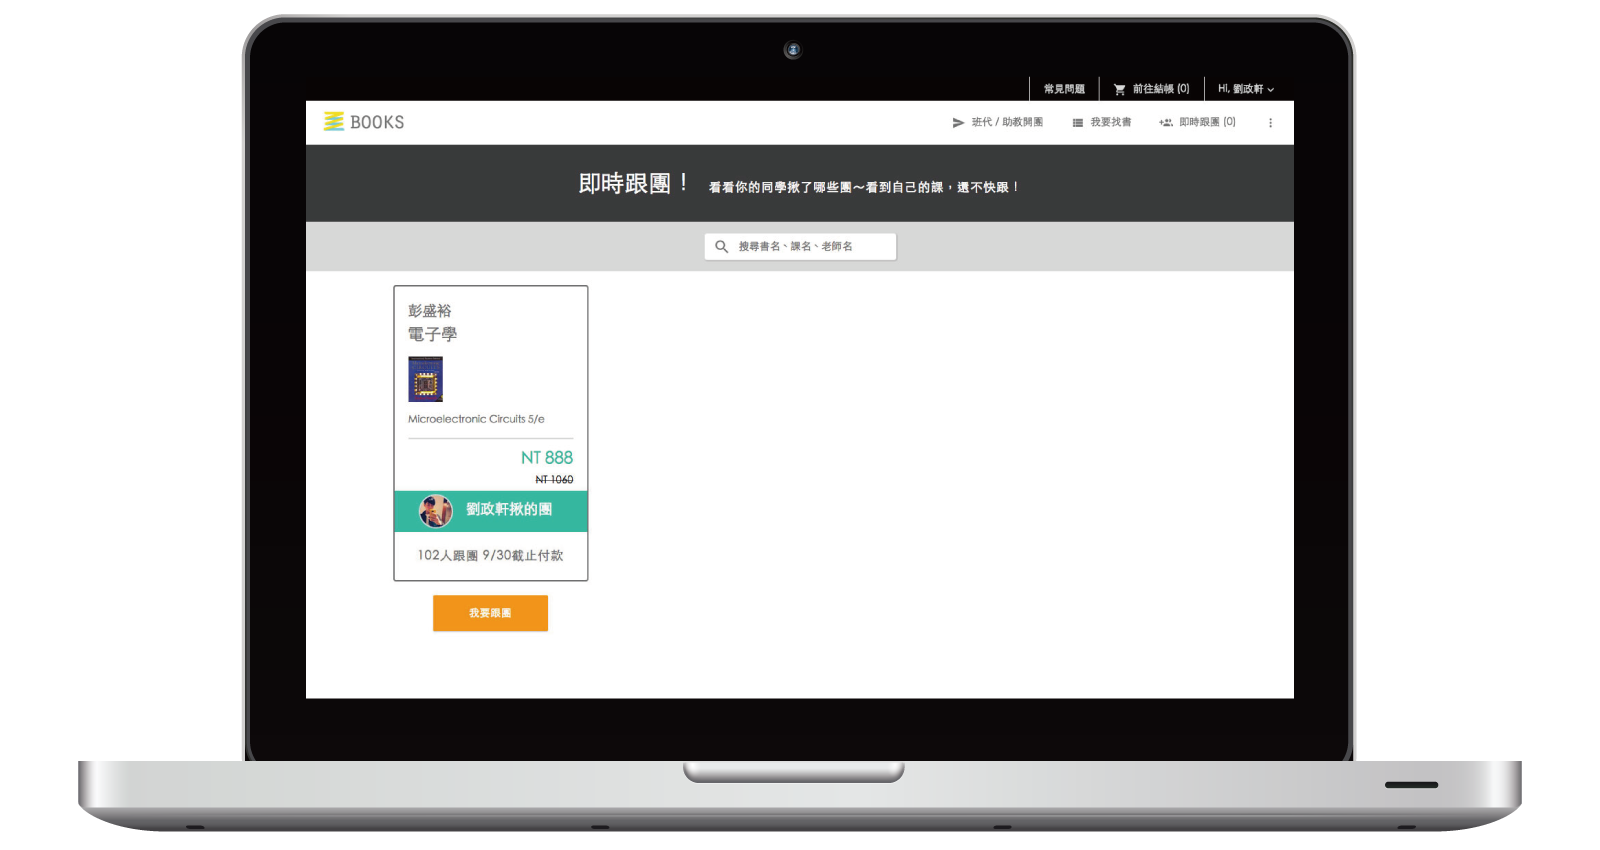 常見問題
前往結帳 (0)
Hi, 劉政軒
BOOKS
班代 / 助教開團
我要找書
即時跟團 (0)
即時跟團！ 看看你的同學揪了哪些團～看到自己的課，還不快跟！
搜尋書名、課名、老師名
彭盛裕
電子學
Microelectronic Circuits 5/e
NT 888
NT 1060
劉政軒揪的團
102人跟團 9/30截止付款
我要跟團